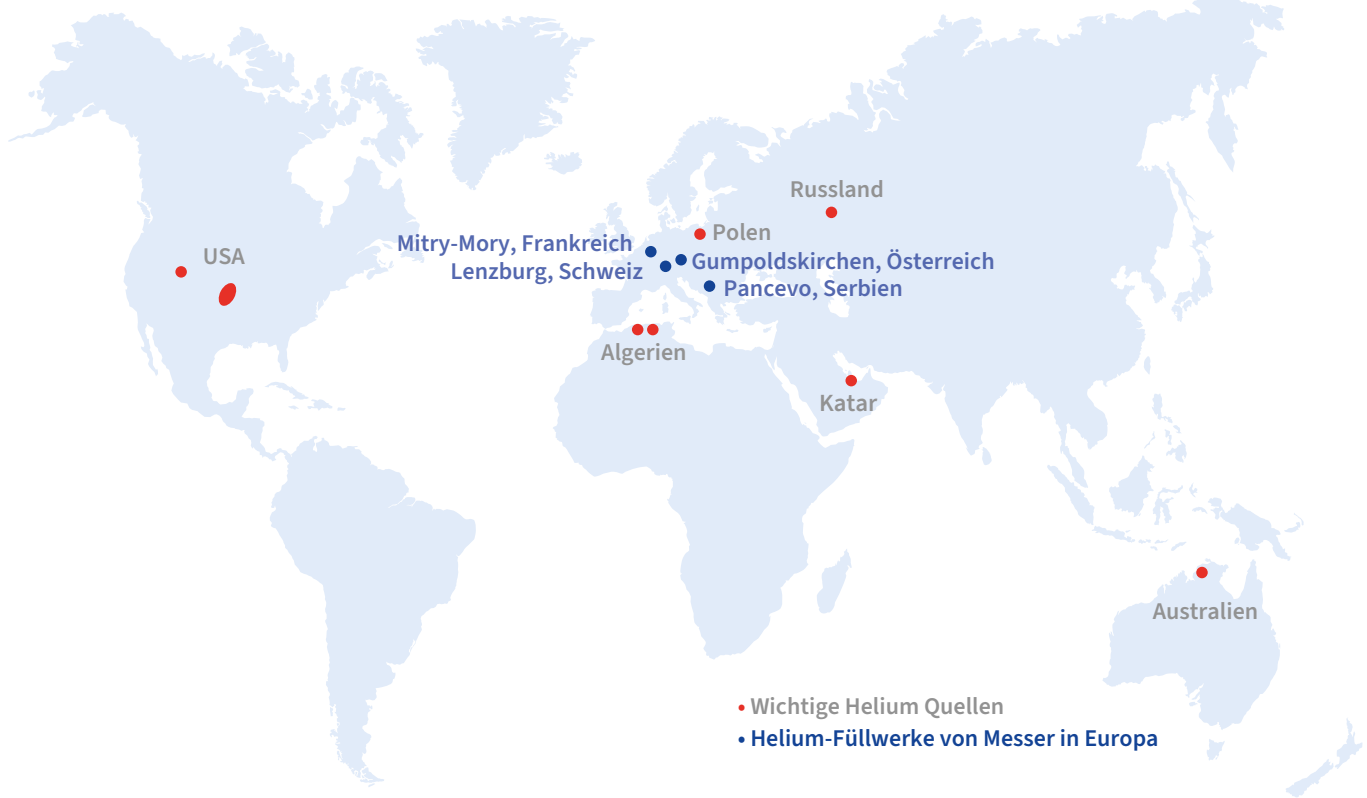 Russland
Polen
Mitry-Mory, Frankreich
USA
Gumpoldskirchen, Österreich
Lenzburg, Schweiz
Pancevo, Serbien
Algerien
Katar
Australien
• Wichtige Helium Quellen
• Helium-Füllwerke von Messer in Europa